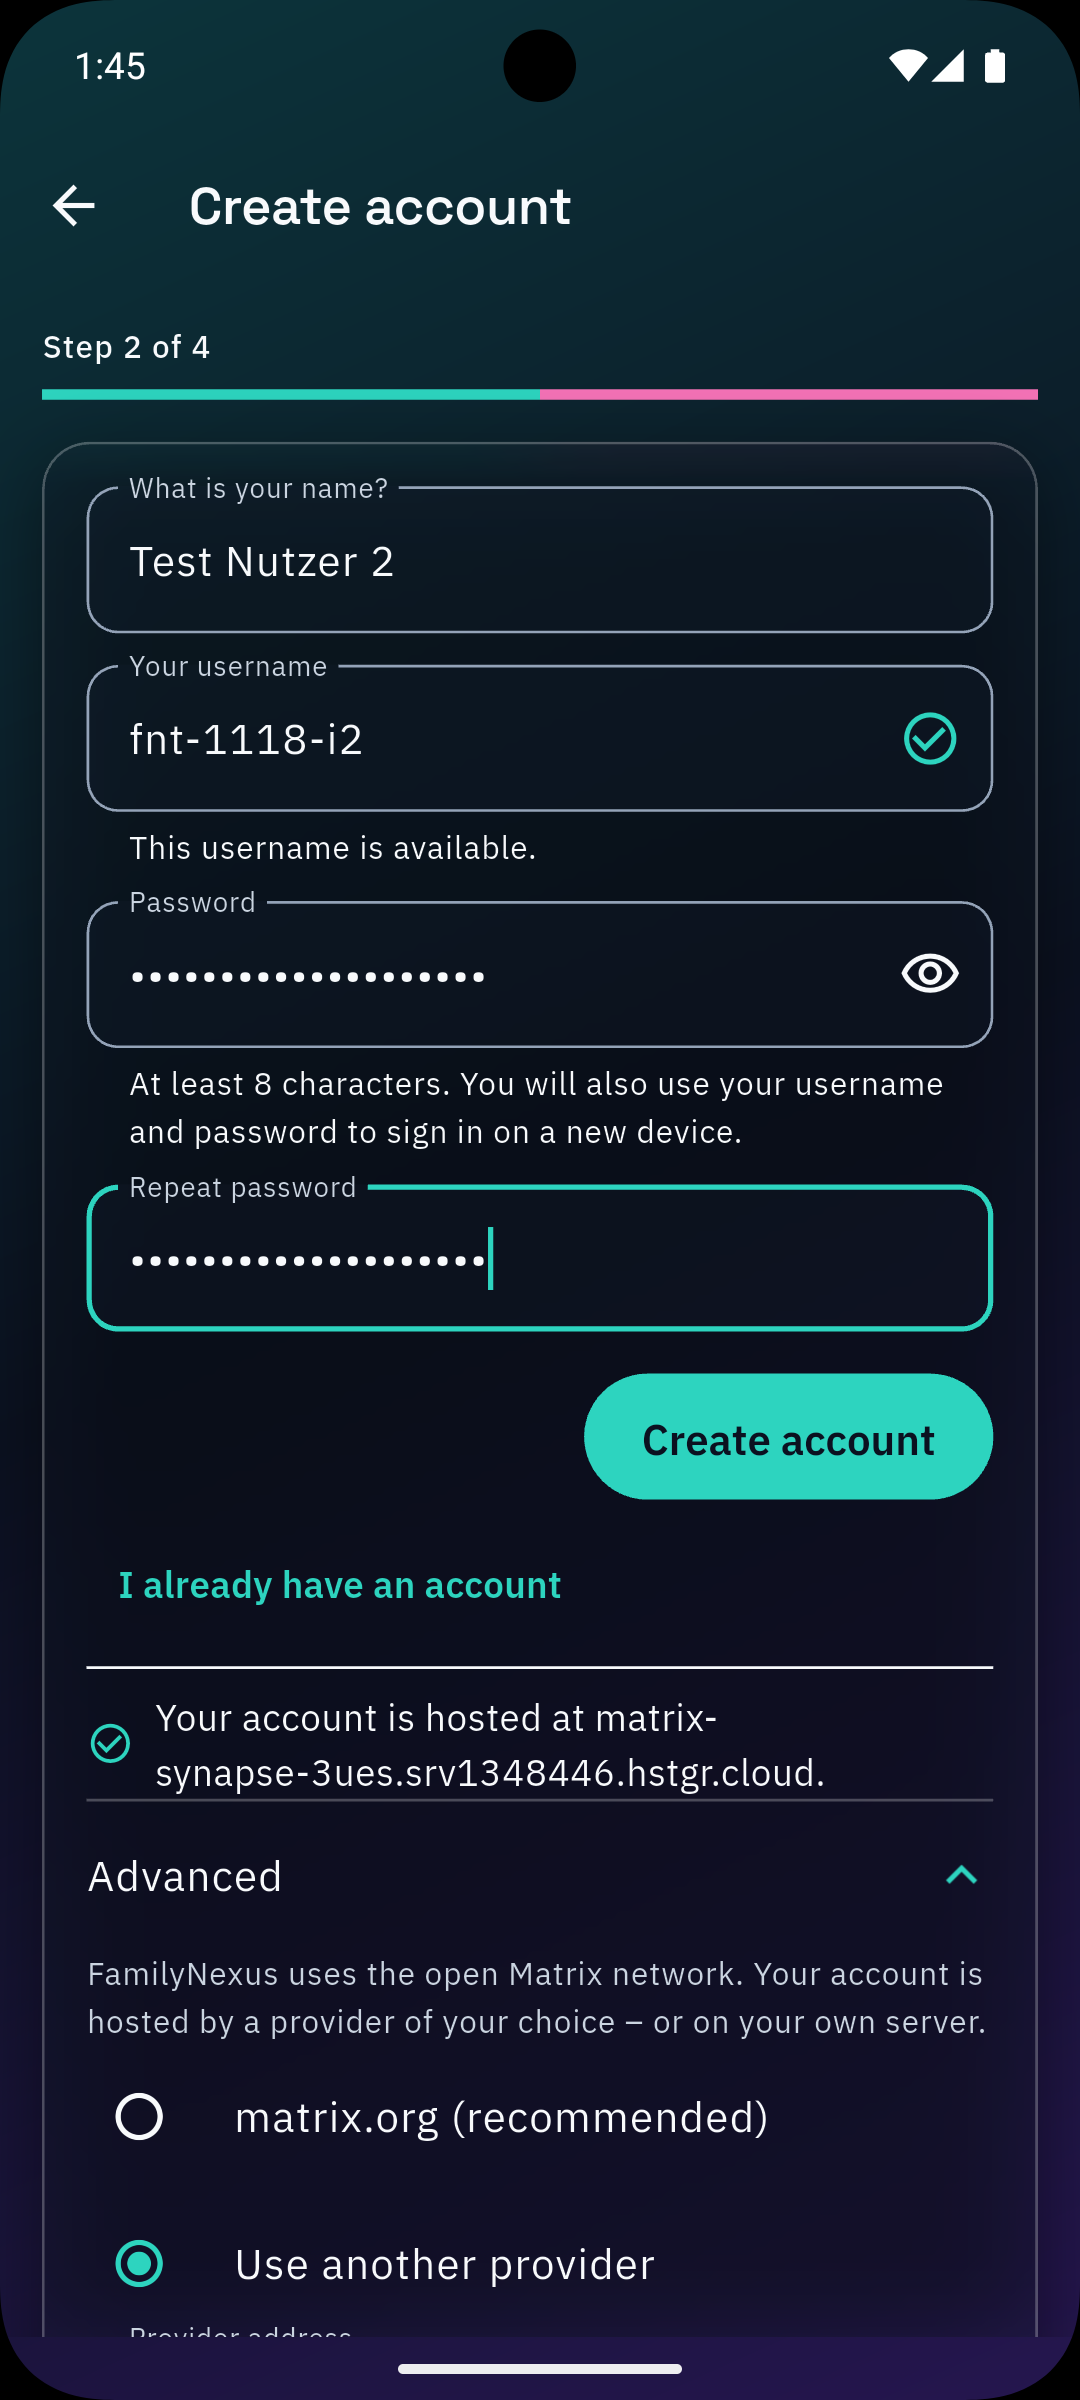 1:45
Create account
Step 2 of 4
What is your name?
Test Nutzer 2
Your username
fnt-1118-i2
This username is available.
Password
At least 8 characters. You will also use your username
and password to sign in on a new device.
Repeat password
Create account
I already have an account
Your account is hosted at matrix-
synapse-3ues.srv1348446.hstgr.cloud.
Advanced
FamilyNexus uses the open Matrix network. Your account is
hosted by a provider of your choice – or on your own server.
matrix.org (recommended)
Use another provider
Provider address